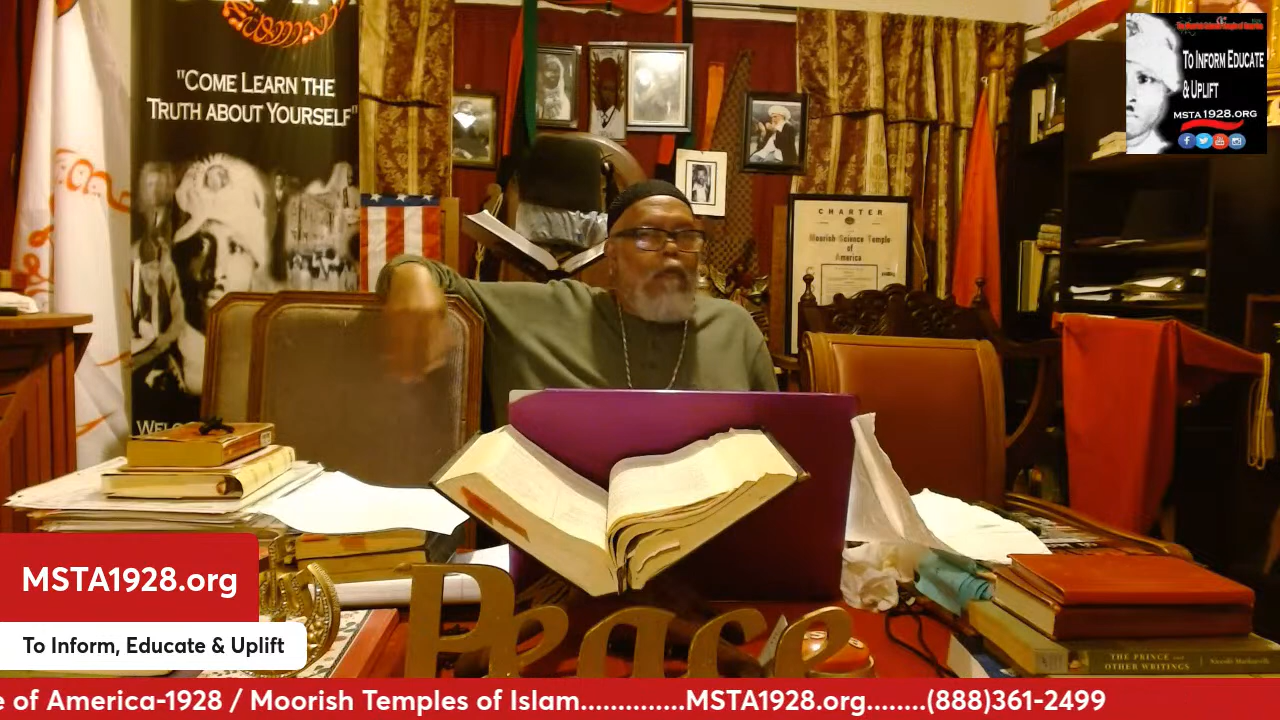 "COME LEARN THE
TRUTH ABOUT YOURSELF"
CHARTER
Moorish Science Temple
of
America
TO INFORM EDUCATE
& UPLIFT
MSTA1928.ORG
Peace
THE PRINCE AND
OTHER WRITINGS
MSTA1928.org
To Inform, Educate & Uplift
e of America-1928 / Moorish Temples of Islam..............MSTA1928.org........(888)361-2499